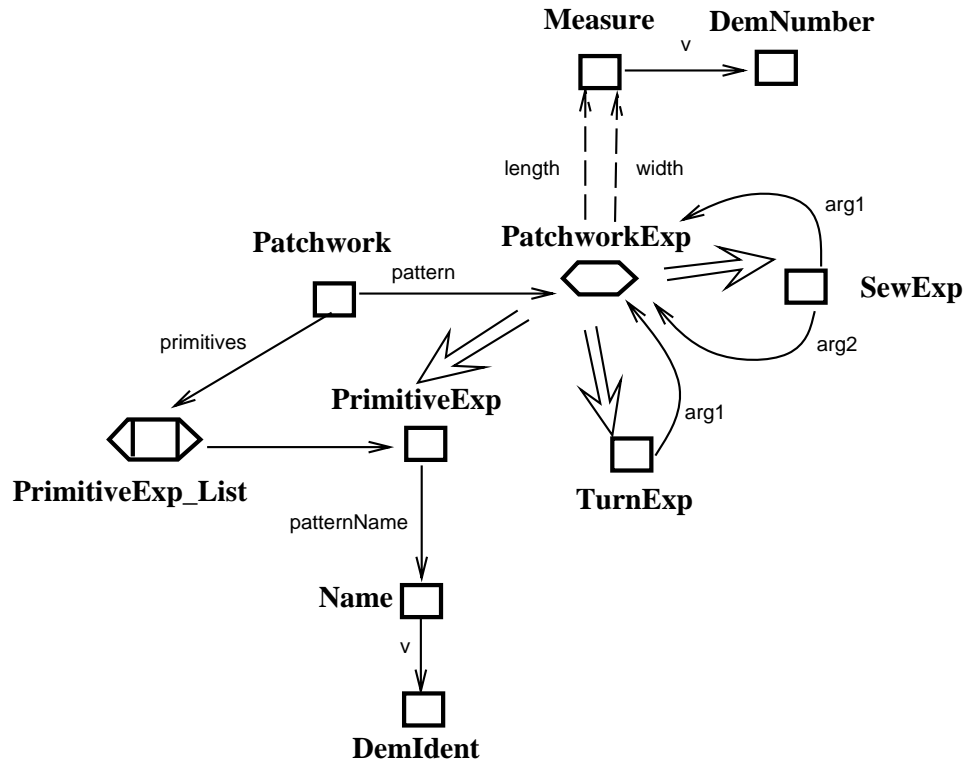 Measure
DemNumber
v
length
width
arg1
Patchwork
PatchworkExp
pattern
SewExp
primitives
arg2
PrimitiveExp
arg1
PrimitiveExp_List
TurnExp
patternName
Name
v
DemIdent